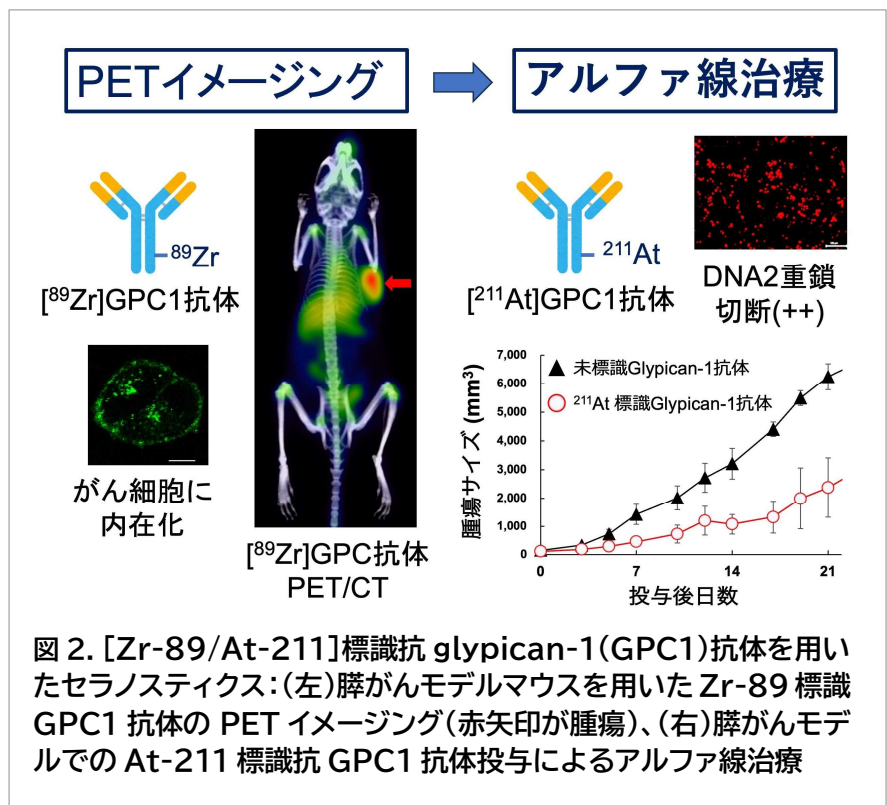 PETイメージング
アルファ線治療
⁸⁹Zr
[⁸⁹Zr]GPC1抗体
がん細胞に
内在化
[⁸⁹Zr]GPC抗体
PET/CT
²¹¹At
[²¹¹At]GPC1抗体
DNA2重鎖
切断(++)
腫瘍サイズ (mm³)
7,000
6,000
5,000
4,000
3,000
2,000
1,000
0
未標識Glypican-1抗体
²¹¹At 標識Glypican-1抗体
0 7 14 21
投与後日数
図 2. [Zr-89/At-211]標識抗 glypican-1(GPC1)抗体を用い
たセラノスティクス:(左)膵がんモデルマウスを用いた Zr-89 標識
GPC1 抗体の PET イメージング(赤矢印が腫瘍)、(右)膵がんモデ
ルでの At-211 標識抗 GPC1 抗体投与によるアルファ線治療